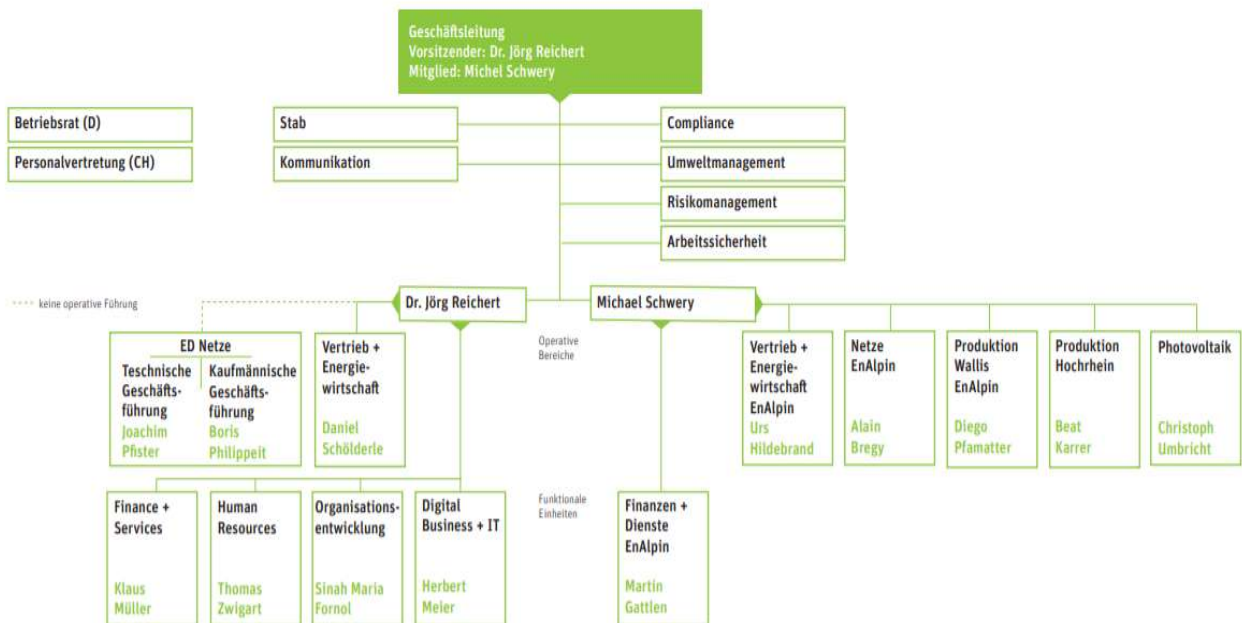 Geschäftsleitung
Vorsitzender: Dr. Jörg Reichert
Mitglied: Michel Schwery
Betriebsrat (D)
Personalvertretung (CH)
Stab
Kommunikation
Compliance
Umweltmanagement
Risikomanagement
Arbeitssicherheit
keine operative Führung
Dr. Jörg Reichert
Michael Schwery
Operative
Bereiche
ED Netze
Teschnische
Geschäfts-
führung
Joachim
Pfister
Kaufmännische
Geschäfts-
führung
Boris
Philippeit
Vertrieb +
Energie-
wirtschaft
Daniel
Schölderle
Vertrieb +
Energie-
wirtschaft
EnAlpin
Urs
Hildebrand
Netze
EnAlpin
Alain
Bregy
Produktion
Wallis
EnAlpin
Diego
Pfamatter
Produktion
Hochrhein
Beat
Karrer
Photovoltaik
Christoph
Umbricht
Funktionale
Einheiten
Finance +
Services
Klaus
Müller
Human
Resources
Thomas
Zwigart
Organisations-
entwicklung
Sinah Maria
Fornol
Digital
Business + IT
Herbert
Meier
Finanzen +
Dienste
EnAlpin
Martin
Gattlen